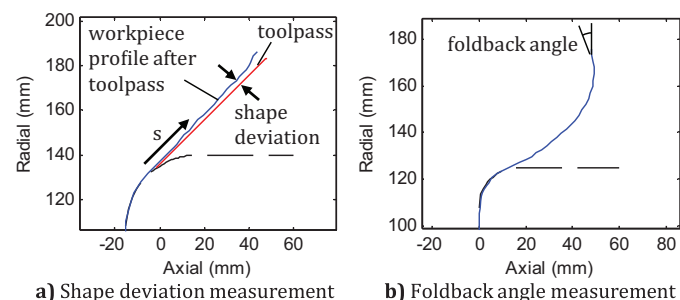 200
180
160
140
120
Radial (mm)
workpiece
profile after
toolpass
toolpass
shape
deviation
s
-20 0 20 40 60 80
Axial (mm)
a) Shape deviation measurement
180
160
140
120
100
Radial (mm)
foldback angle
-20 0 20 40 60 80
Axial (mm)
b) Foldback angle measurement